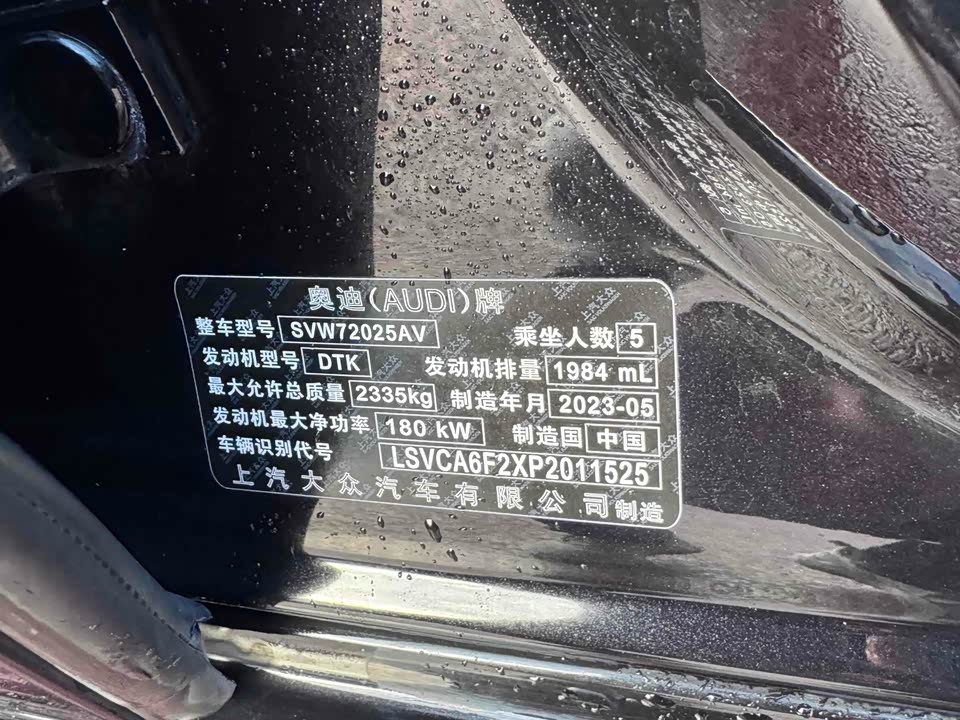 奥迪(AUDI)牌
整车型号 SVW72025AV 乘坐人数 5
发动机型号 DTK 发动机排量 1984 mL
最大允许总质量 2335kg 制造年月 2023-05
发动机最大净功率 180 kW 制造国 中国
车辆识别代号 LSVCA6F2XP2011525
上汽大众汽车有限公司制造